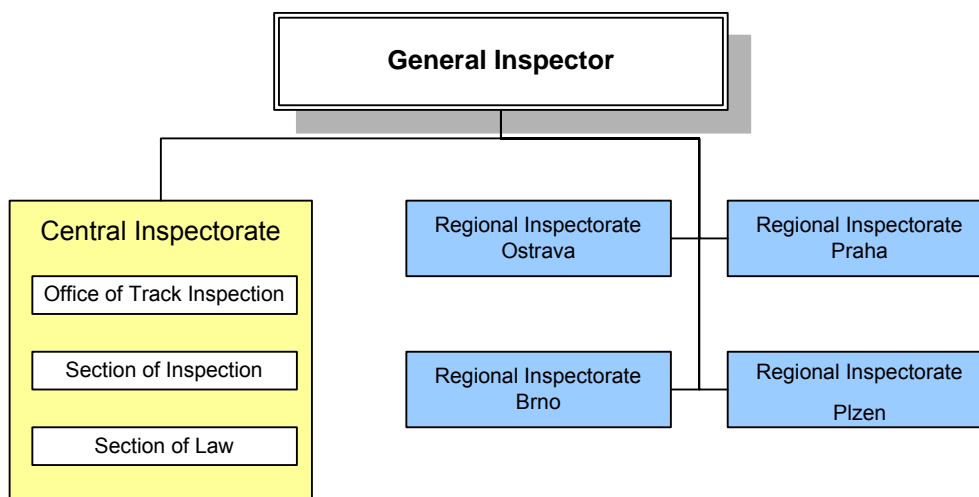 General Inspector
Central Inspectorate
Office of Track Inspection
Section of Inspection
Section of Law
Regional Inspectorate
Ostrava
Regional Inspectorate
Praha
Regional Inspectorate
Brno
Regional Inspectorate
Plzen